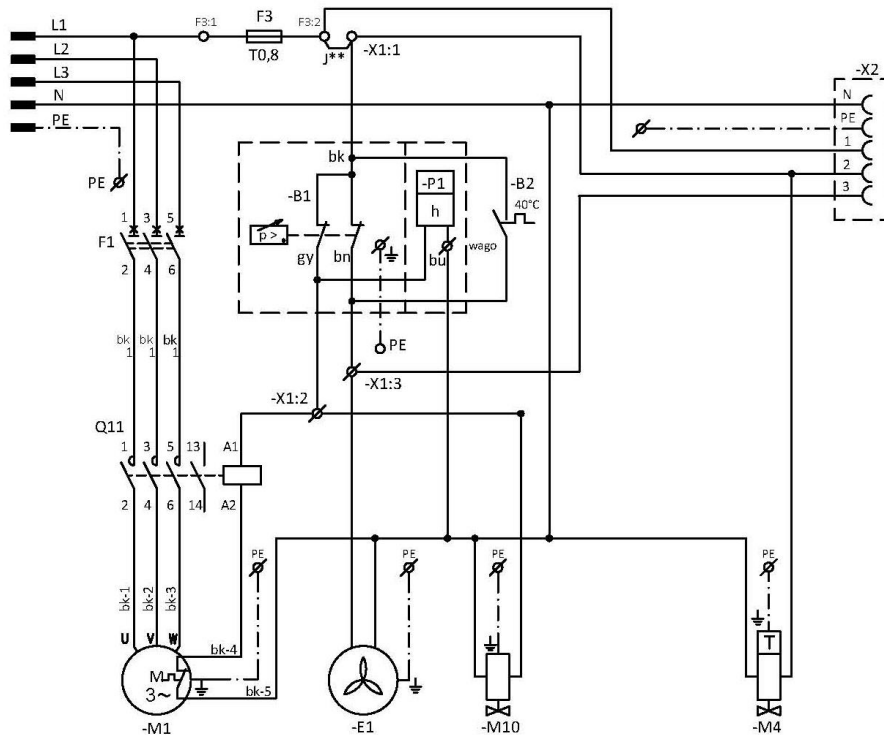 L1 F3:1 F3 F3:2
T0,8 J** -X1:1
L2
L3 -X2
N N
PE PE
1
PE bk 2
-P1 -B2 3
-B1 h 40°C
1 3 5
F1 p > wago
gy bn bu
2 4 6
PE
bk 1 bk 1 bk 1
-X1:3
-X1:2
Q11
1 3 5 13 A1
2 4 6 14 A2
PE PE PE PE
bk-1 bk-2 bk-3
U V W
bk-4 T
M
3~ bk-5
-M1 -E1 -M10 -M4